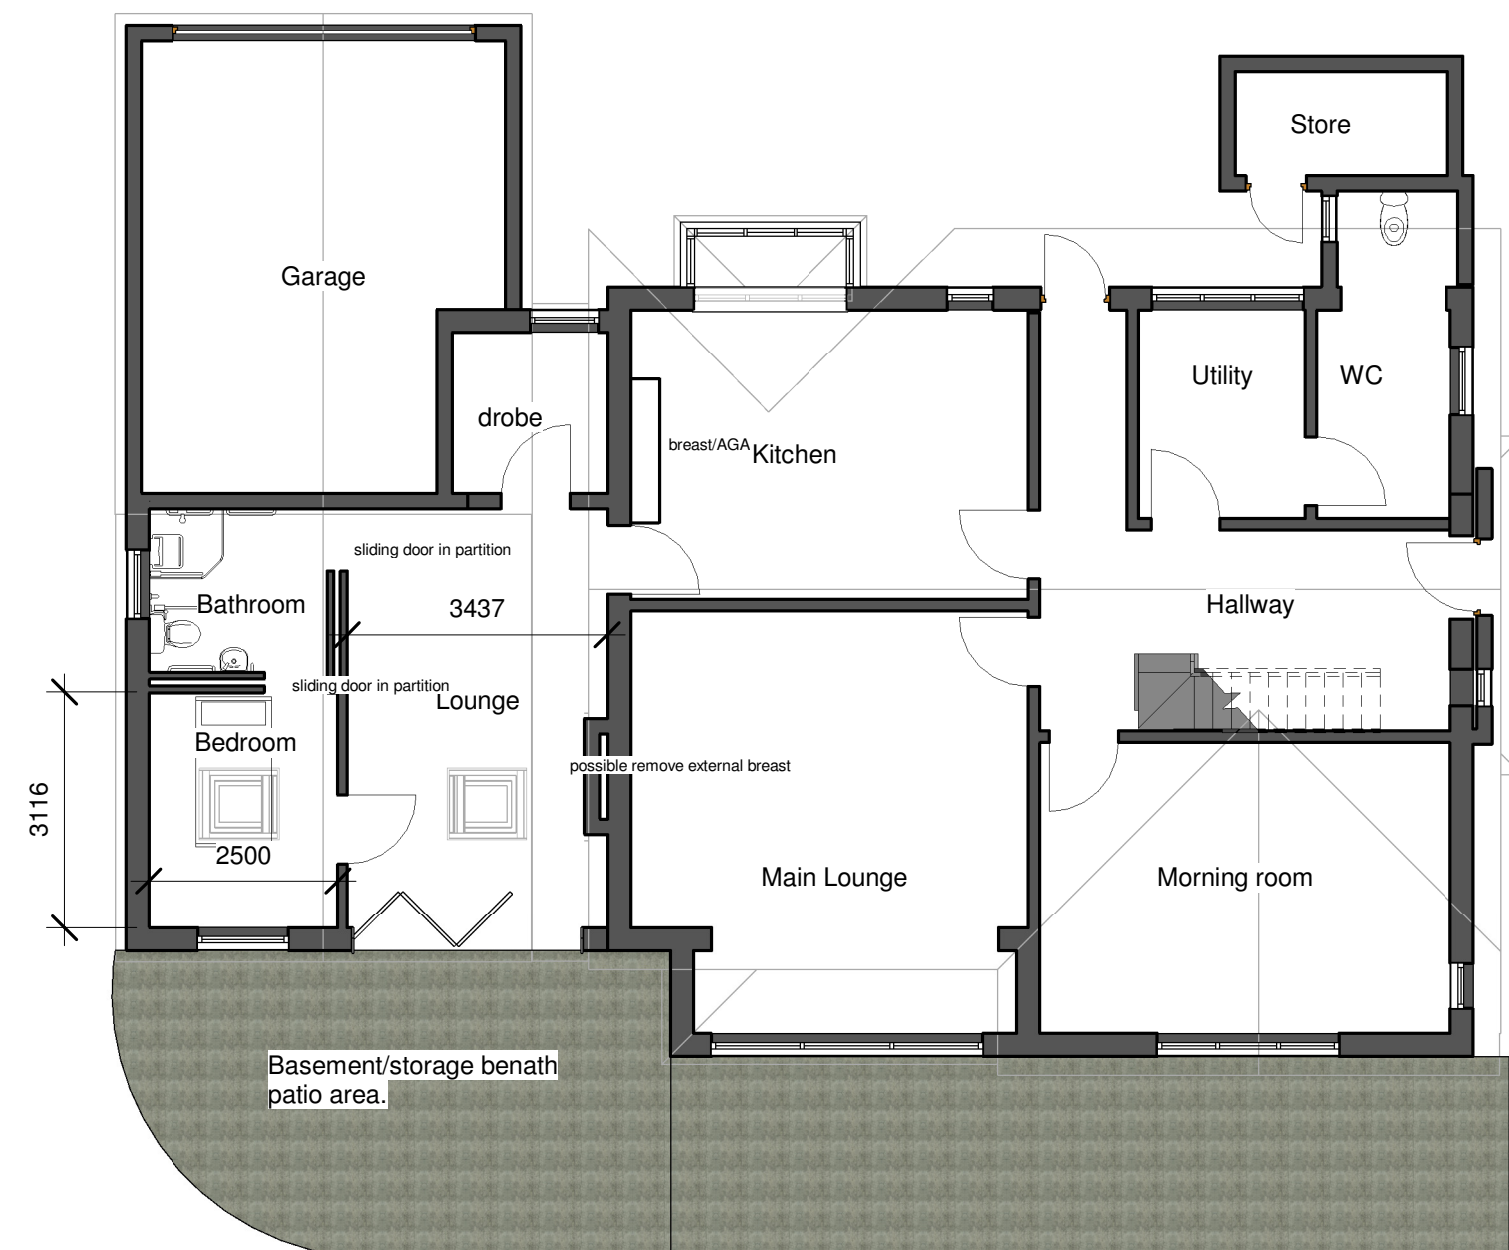 Store
Garage
Utility
WC
drobe
breast/AGA
Kitchen
sliding door in partition
Bathroom
3437
Hallway
sliding door in partition
Lounge
Bedroom
possible remove external breast
3116
2500
Main Lounge
Morning room
Basement/storage benath
patio area.